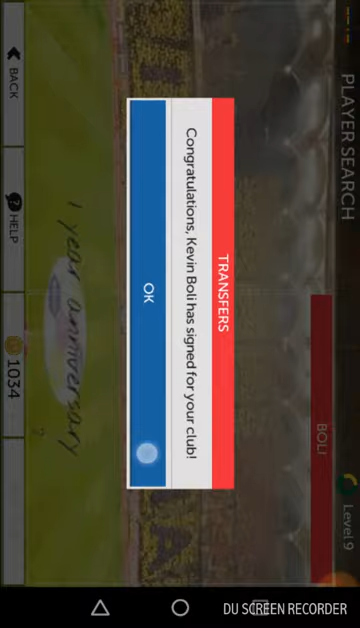 PLAYER SEARCH
BOLI
Level 9
TRANSFERS
Congratulations, Kevin Boli has signed for your club!
OK
1 year anniversary
BACK
? HELP
1034
DU SCREEN RECORDER